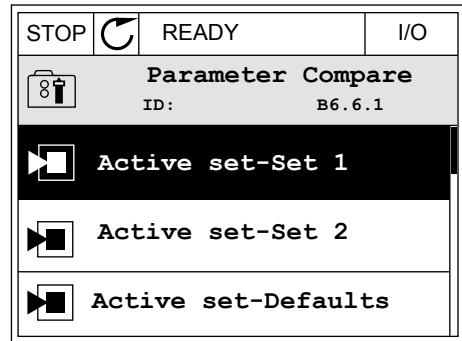 STOP READY I/O
Parameter Compare
ID: B6.6.1
Active set-Set 1
Active set-Set 2
Active set-Defaults